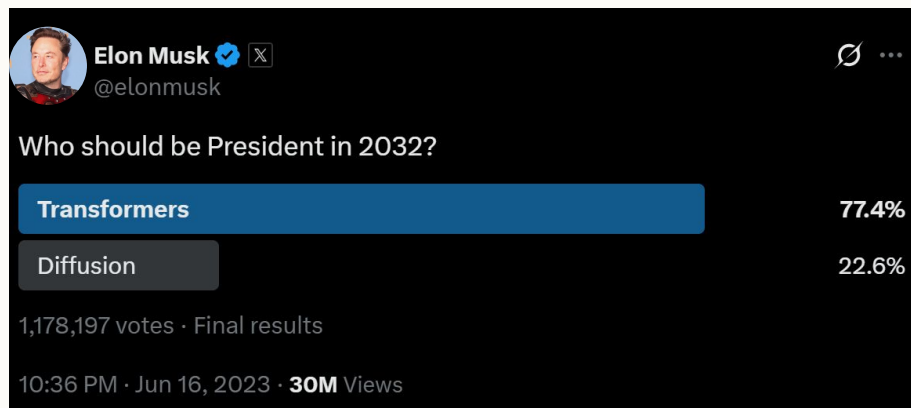 Elon Musk
@elonmusk
Who should be President in 2032?
Transformers 77.4%
Diffusion 22.6%
1,178,197 votes · Final results
10:36 PM · Jun 16, 2023 · 30M Views